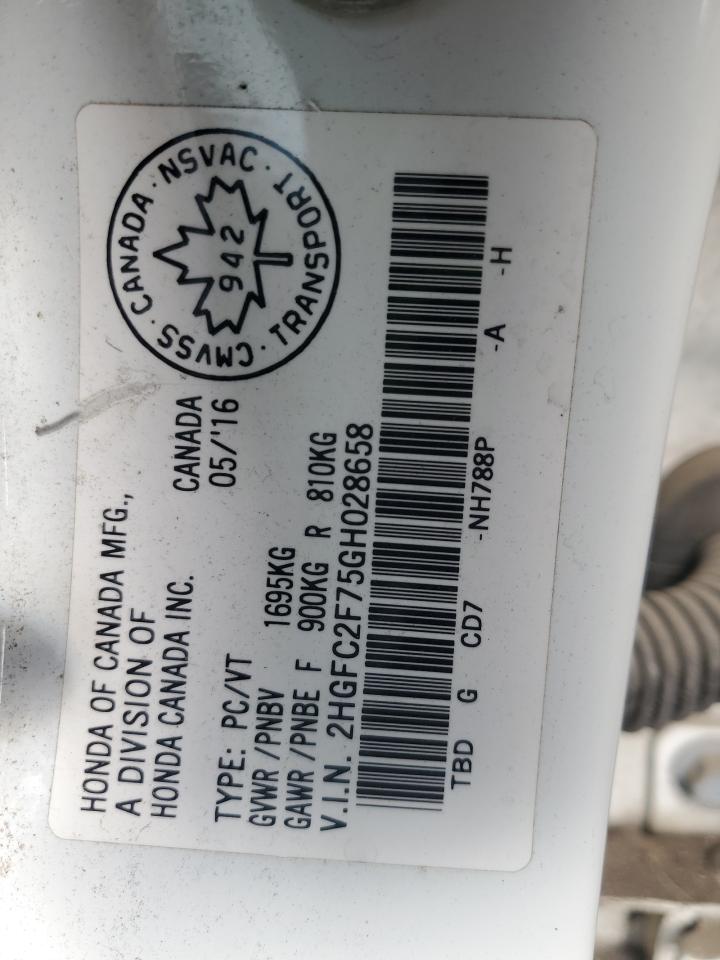 HONDA OF CANADA MFG.,
A DIVISION OF
HONDA CANADA INC.
CANADA
05/'16
CMVSS · CANADA · NSVAC · TRANSPORT ·
942
TYPE: PC/VT
GVWR/PNBV 1695KG
GAWR/PNBE F 900KG R 810KG
V.I.N. 2HGFC2F75GH028658
TBD G CD7 -NH788P -A -H